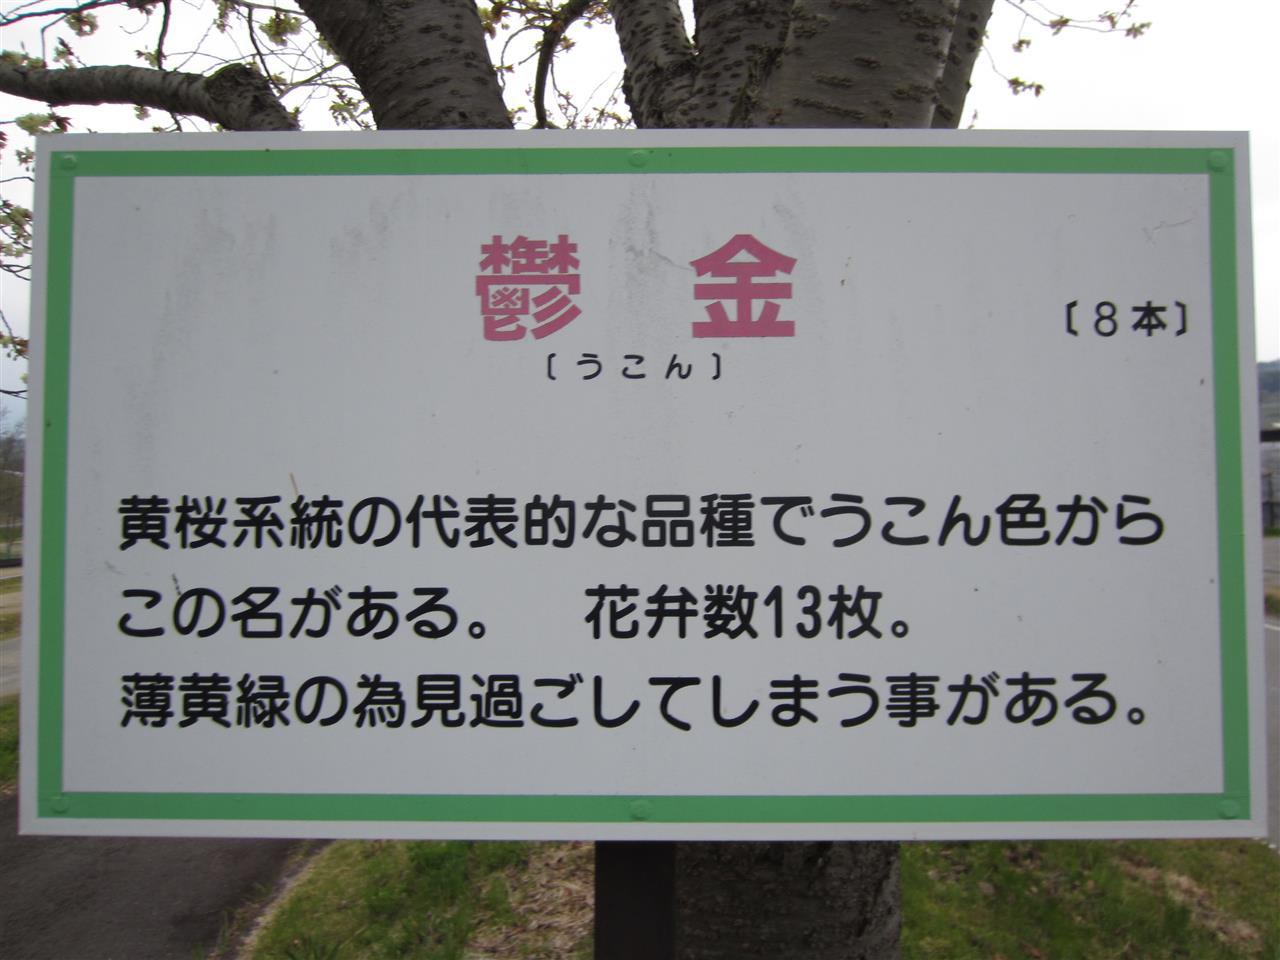 鬱金
〔うこん〕
〔8本〕
黄桜系統の代表的な品種でうこん色から
この名がある。　花弁数13枚。
薄黄緑の為見過ごしてしまう事がある。